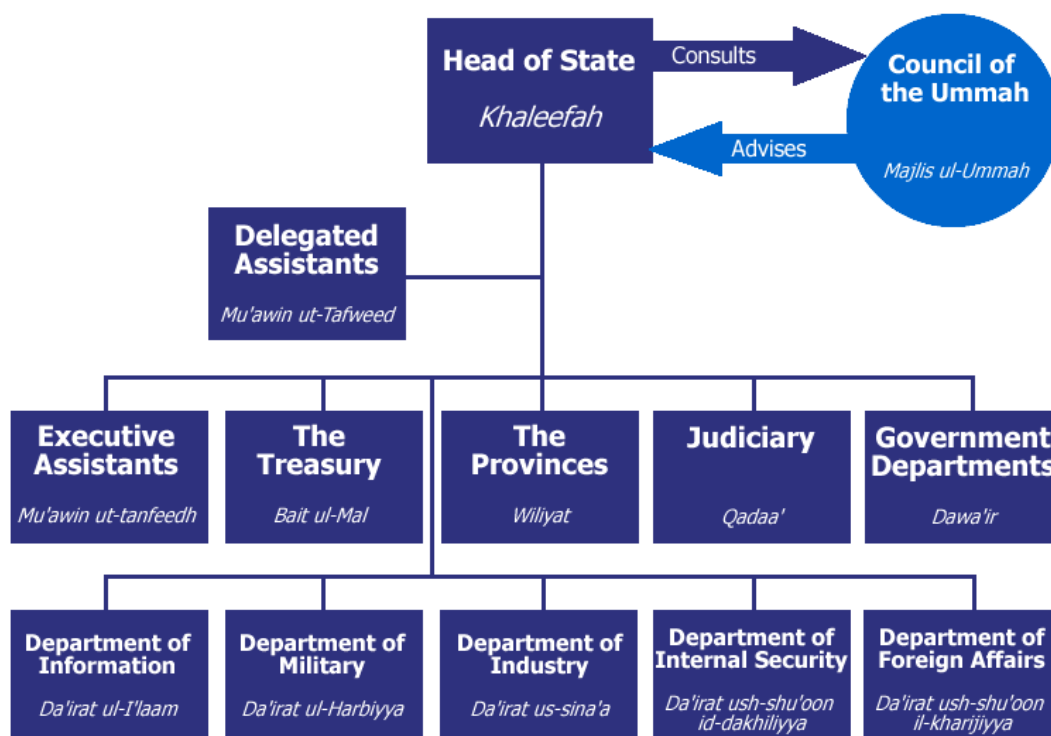 Head of State
Khaleefah
Consults
Council of
the Ummah
Advises
Majlis ul-Ummah
Delegated
Assistants
Mu'awin ut-Tafweed
Executive
Assistants
Mu'awin ut-tanfeedh
The
Treasury
Bait ul-Mal
The
Provinces
Wiliyat
Judiciary
Qadaa'
Government
Departments
Dawa'ir
Department of
Information
Da'irat ul-I'laam
Department of
Military
Da'irat ul-Harbiyya
Department of
Industry
Da'irat us-sina'a
Department of
Internal Security
Da'irat ush-shu'oon
id-dakhiliyya
Department of
Foreign Affairs
Da'irat ush-shu'oon
il-kharijiyya